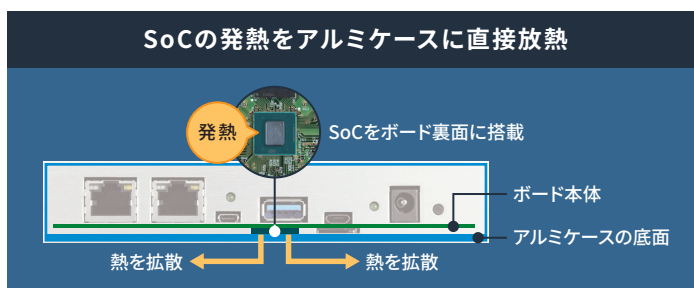 SoCの発熱をアルミケースに直接放熱
発熱
SoCをボード裏面に搭載
ボード本体
アルミケースの底面
熱を拡散
熱を拡散